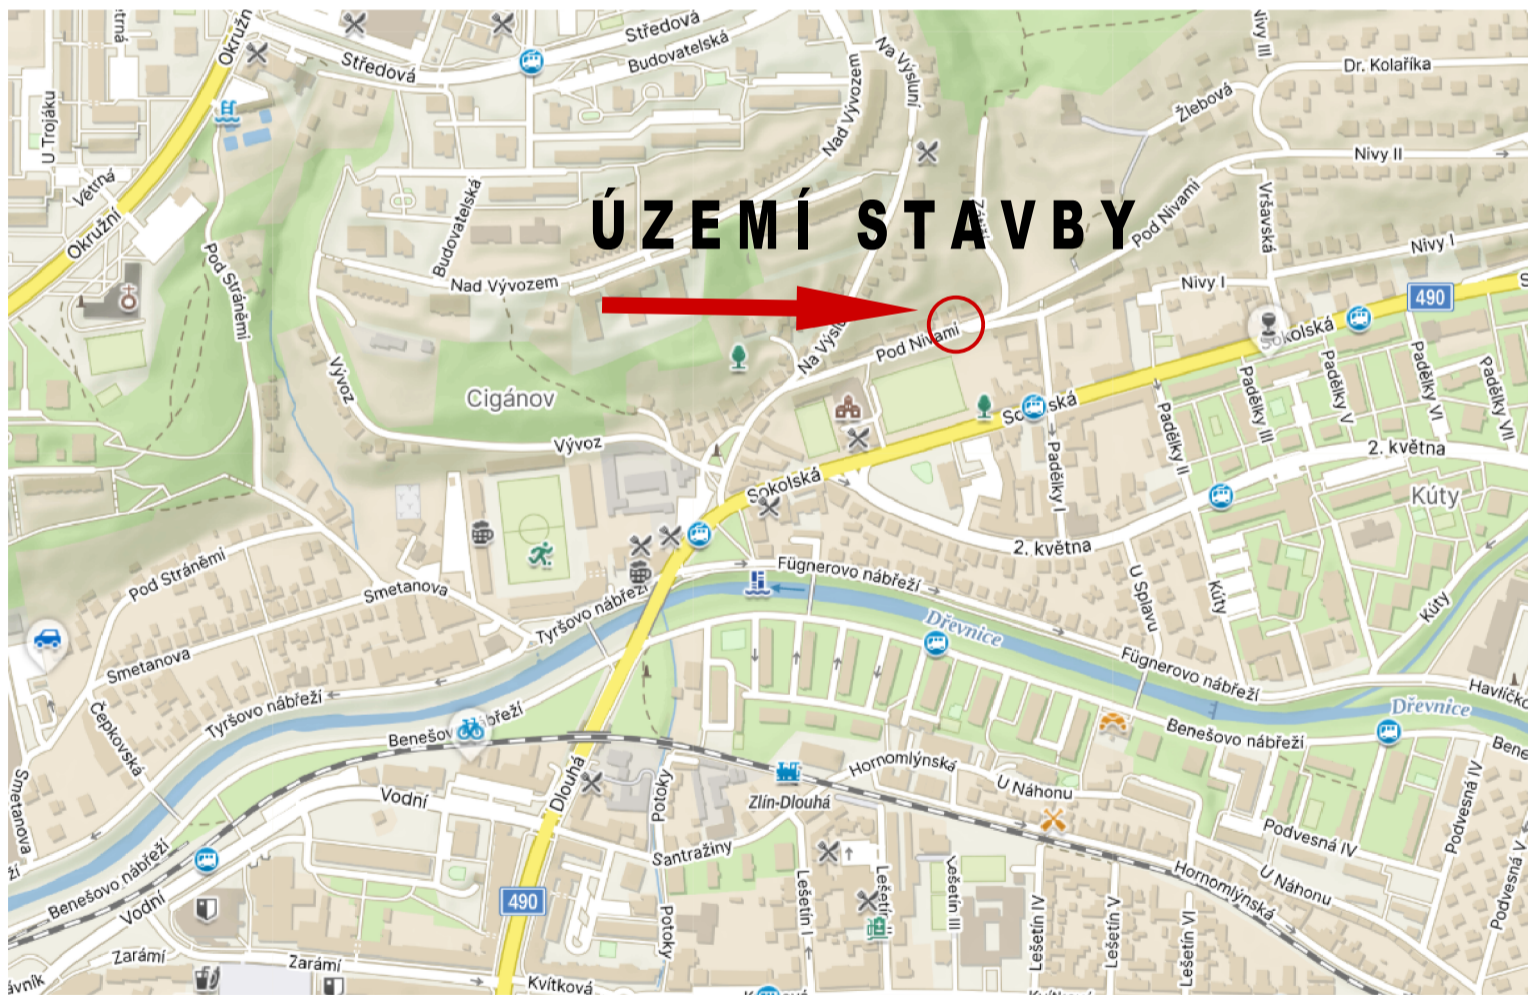 Okružn
Středová
Středová
Budovatelská
Na Výsluní
Nivy III
Dr. Kolaříka
U Trojáku
Nad Vývozem
Žlebová
Nivy II
Větrná
Okružní
Budovatelská
ÚZEMÍ STAVBY
Pod Nivami
Vršavská
Nivy I
Pod Stráněmi
Nad Vývozem
Nivy I
490
Sokolská
Pod Nivami
Na Výslu
Vývoz
Cigánov
Padělky III
Padělky V
Padělky VI
Padělky VII
Vývoz
Padělky II
Padělky I
2. května
Sokolská
Kúty
2. května
Pod Stráněmi
Smetanova
Fügnerovo nábřeží
U Splavu
Kúty
Kúty
Tyršovo nábřeží
Dřevnice
Smetanova
Fügnerovo nábřeží
Havlíčko
Tyršovo nábřeží
Dřevnice
Čepkovská
Benešovo nábřeží
Bene
Smetanova
Dlouhá
Potoky
Hornomlýnská
U Náhonu
Zlín-Dlouhá
Vodní
Podvesná IV
Podvesná IV
Santražiny
Benešovo nábřeží
Vodní
Hornomlýnská
U Náhonu
Podvesná V
490
Potoky
Lešetín I
Lešetín III
Lešetín IV
Lešetín V
Lešetín VI
Zarámí
Zarámí
Kvítková
ávník